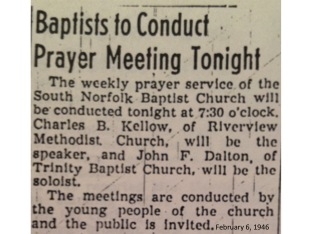 Baptists to Conduct
Prayer Meeting Tonight
The weekly prayer service of the
South Norfolk Baptist Church will
be conducted tonight at 7:30 o'clock.
Charles B. Kellow, of Riverview
Methodist Church, will be the
speaker, and John F. Dalton, of
Trinity Baptist Church, will be the
soloist.
The meetings are conducted by
the young people of the church
and the public is invited.
February 6, 1946